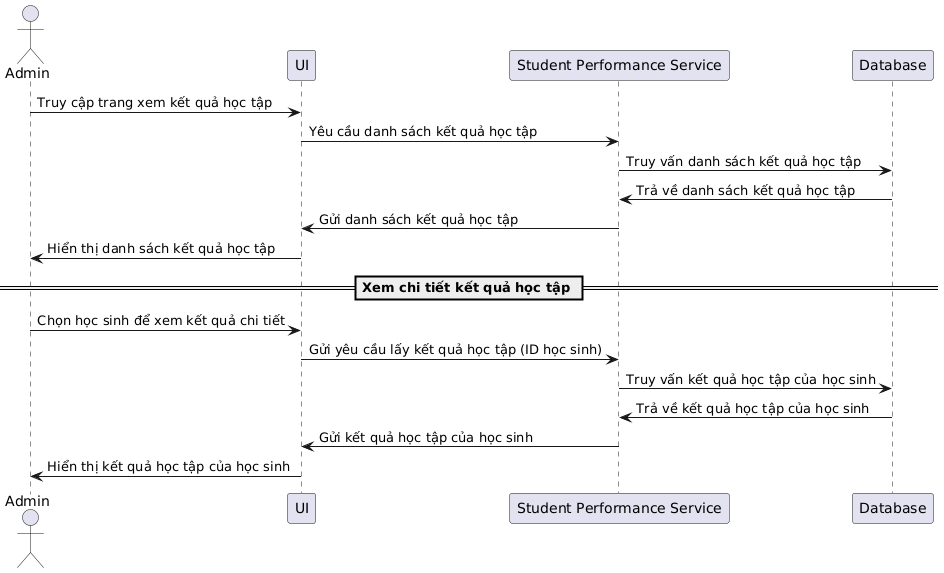 Admin
UI
Student Performance Service
Database
Truy cập trang xem kết quả học tập
Yêu cầu danh sách kết quả học tập
Truy vấn danh sách kết quả học tập
Trả về danh sách kết quả học tập
Gửi danh sách kết quả học tập
Hiển thị danh sách kết quả học tập
Xem chi tiết kết quả học tập
Chọn học sinh để xem kết quả chi tiết
Gửi yêu cầu lấy kết quả học tập (ID học sinh)
Truy vấn kết quả học tập của học sinh
Trả về kết quả học tập của học sinh
Gửi kết quả học tập của học sinh
Hiển thị kết quả học tập của học sinh
Admin
UI
Student Performance Service
Database